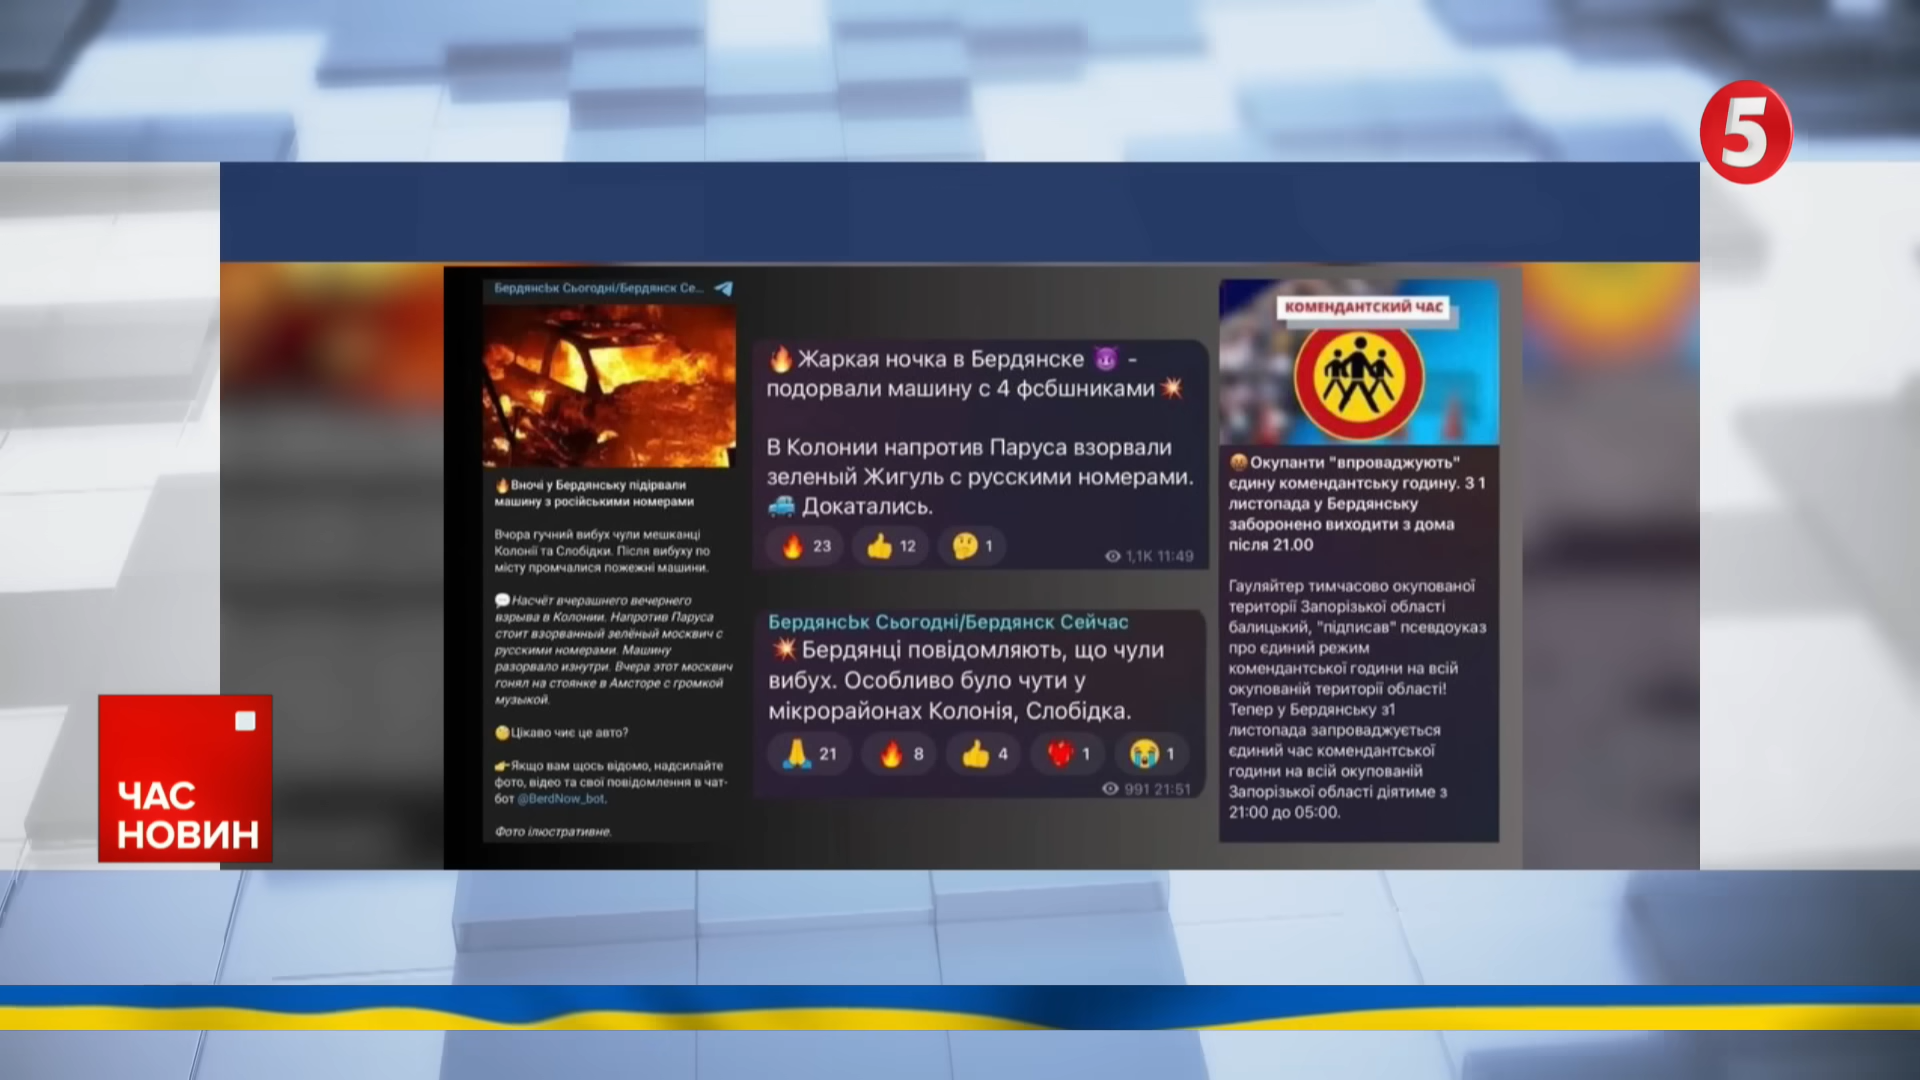 5
Бердянсьk Сьогодні/Бердянск Се...
🔥Вночі у Бердянську підірвали
машину з російськими номерами
Вчора гучний вибух чули мешканці
Колонії та Слобідки. Після вибуху по
місту промчалися пожежні машини.
💬Насчёт вчерашнего вечернего
взрыва в Колонии. Напротив Паруса
стоит взорванный зелёный москвич с
русскими номерами. Машину
разорвало изнутри. Вчера этот москвич
гонял на стоянке в Амсторе с громкой
музыкой.
🧐Цікаво чиє це авто?
👉Якщо вам щось відомо, надсилайте
фото, відео та свої повідомлення в чат-
бот @BerdNow_bot.
Фото ілюстративне.
🔥Жаркая ночка в Бердянске 😈 -
подорвали машину с 4 фсбшниками💥
В Колонии напротив Паруса взорвали
зеленый Жигуль с русскими номерами.
🚙 Докатались.
🔥 23 👍 12 🤔 1
1,1K 11:49
Бердянсьk Сьогодні/Бердянск Сейчас
💥Бердянці повідомляють, що чули
вибух. Особливо було чути у
мікрорайонах Колонія, Слобідка.
🙏 21 🔥 8 👍 4 ❤️ 1 😭 1
991 21:51
КОМЕНДАНТСКИЙ ЧАС
🤬Окупанти "впроваджують"
єдину комендантську годину. З 1
листопада у Бердянську
заборонено виходити з дома
після 21.00
Гауляйтер тимчасово окупованої
території Запорізької області
балицький, "підписав" псевдоуказ
про єдиний режим
комендантської години на всій
окупованій території області!
Тепер у Бердянську з1
листопада запроваджується
єдиний час комендантської
години на всій окупованій
Запорізької області діятиме з
21:00 до 05:00.
ЧАС
НОВИН